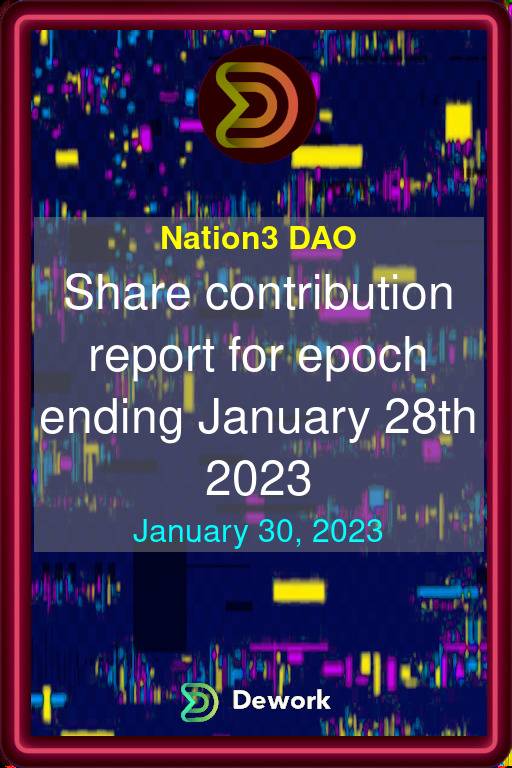 Nation3 DAO
Share contribution
report for epoch
ending January 28th
2023
January 30, 2023
Dework